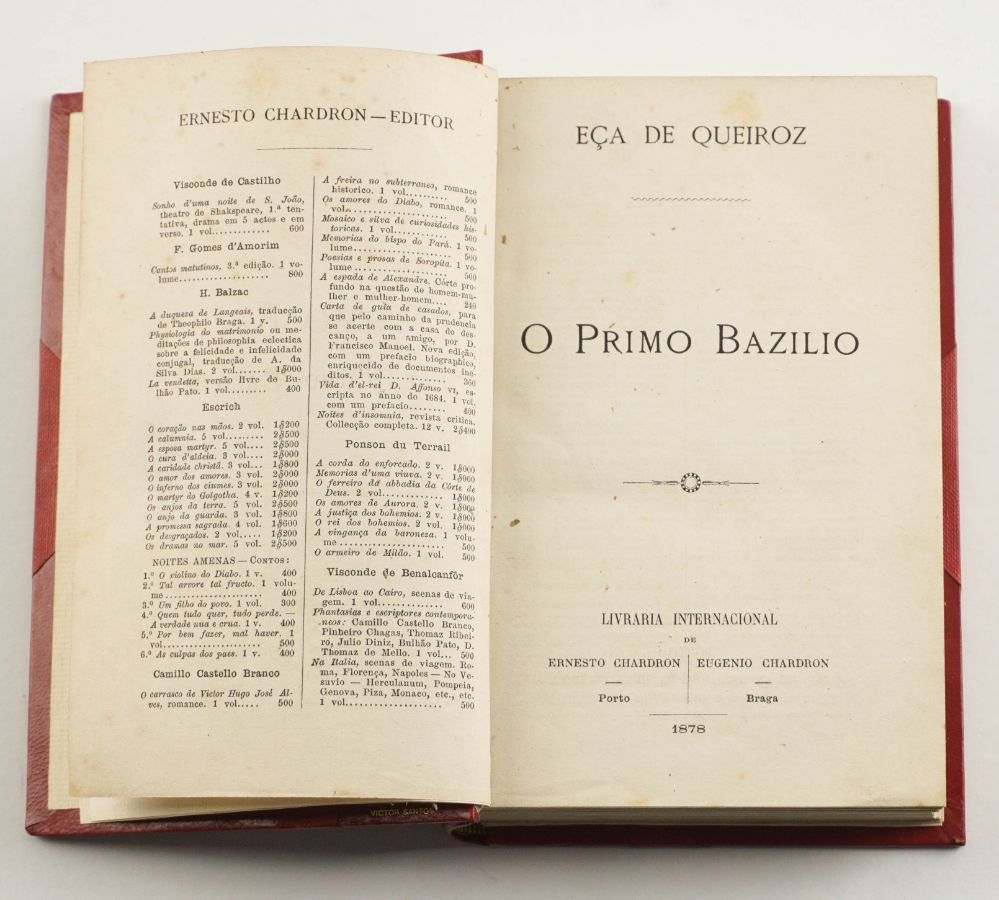 ERNESTO CHARDRON — EDITOR
Visconde de Castilho
Sonho d'uma noite de S. João,
theatro de Shakspeare, 1.ª ten-
tativa, drama em 5 actos e em
verso. 1 vol............. 600
F. Gomes d'Amorim
Cantos matutinos, 3.ª edição. 1 vo-
lume.................... 800
H. Balzac
A duqueza de Langeais, traducção
de Theophilo Braga. 1 v. 500
Physiologia do matrimonio ou me-
ditações de philosophia eclectica
sobre a felicidade e infelicidade
conjugal, traducção de A. da
Silva Dias. 2 vol....... 1$000
La vendetta, versão livre de Bu-
lhão Pato. 1 vol......... 400
Escrich
O coração nas mãos. 2 vol. 1$200
A calumnia. 5 vol......... 2$500
A esposa martyr. 5 vol.... 2$500
O cura d'aldeia. 3 vol.... 2$000
A caridade christã. 3 vol... 1$800
O amor dos amores. 3 vol. 2$000
O inferno dos ciumes. 3 vol. 2$000
O martyr do Golgotha. 4 v. 1$200
Os anjos da terra. 5 vol. 2$500
O anjo da guarda. 3 vol. 1$800
A promessa sagrada. 4 vol. 1$600
Os desgraçados. 2 vol..... 1$200
Os dramas no mar. 5 vol. 2$500
NOITES AMENAS — CONTOS:
1.º O violino do Diabo. 1 v. 400
2.º Tal arvore tal fructo. 1 volu-
me...................... 400
3.º Um filho do povo. 1 vol. 300
4.º Quem tudo quer, tudo perde. —
A verdade nua e crua. 1 v. 400
5.º Por bem fazer, mal haver. 1
vol...................... 500
6.º As culpas dos paes. 1 v. 400
Camillo Castello Branco
O carrasco de Victor Hugo José Al-
ves, romance. 1 vol..... 500
A freira no subterraneo, romance
historico. 1 vol.......... 500
Os amores do Diabo, romance. 1
vol...................... 500
Mosaico e silva de curiosidades his-
toricas. 1 vol............ 500
Memorias do bispo do Pará. 1 vo-
lume..................... 500
Poesias e prosas de Soropita. 1 vo-
lume..................... 500
A espada de Alexandre. Côrte pro-
fundo na questão do homem-mu-
lher e mulher-homem.... 240
Carta de guia de casados, para
que pelo caminho da prudencia
se acerte com a casa do des-
canço, a um amigo, por D.
Francisco Manoel. Nova edição,
com um prefacio biographico,
enriquecido de documentos ine-
ditos. 1 vol.............. 360
Vida d'el-rei D. Affonso VI, es-
cripta no anno de 1684. 1 vol.
com um prefacio......... 400
Noites d'insomnia, revista critica.
Collecção completa. 12 v. 2$400
Ponson du Terrail
A corda do enforcado. 2 v. 1$000
Memorias d'uma viuva. 2 v. 1$000
O ferreiro da abbadia da Côrte de
Deus. 2 vol............... 1$000
Os amores de Aurora. 2 v. 1$000
A justiça dos bohemios. 2 v. 1$000
O rei dos bohemios. 2 vol. 1$000
A vingança da baroneza. 1 volu-
me....................... 500
O armeiro de Milão. 1 vol. 500
Visconde de Benalcanfôr
De Lisboa ao Cairo, scenas de via-
gem. 1 vol............... 600
Phantasias e escriptores contempora-
neos: Camillo Castello Branco,
Pinheiro Chagas, Thomaz Ribei-
ro, Julio Diniz, Bulhão Pato, D.
Thomaz de Mello. 1 vol... 500
Na Italia, scenas de viagem. Ro-
ma, Florença, Napoles — No Ve-
suvio — Herculanum, Pompeia,
Genova, Piza, Monaco, etc., etc.
1 vol.................... 500
VICTOR SANTOS
EÇA DE QUEIROZ
O PRIMO BAZILIO
LIVRARIA INTERNACIONAL
DE
ERNESTO CHARDRON | EUGENIO CHARDRON
Porto | Braga
1878